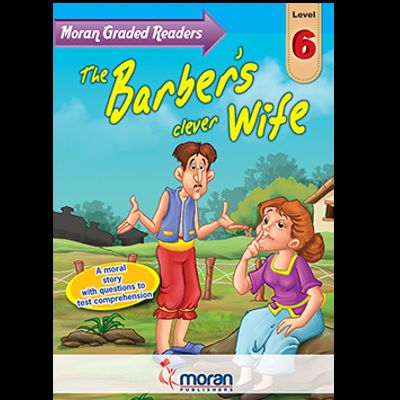 Moran Graded Readers
Level
6
The Barber's
clever Wife
A moral
story
with questions to
test comprehension
moran
PUBLISHERS